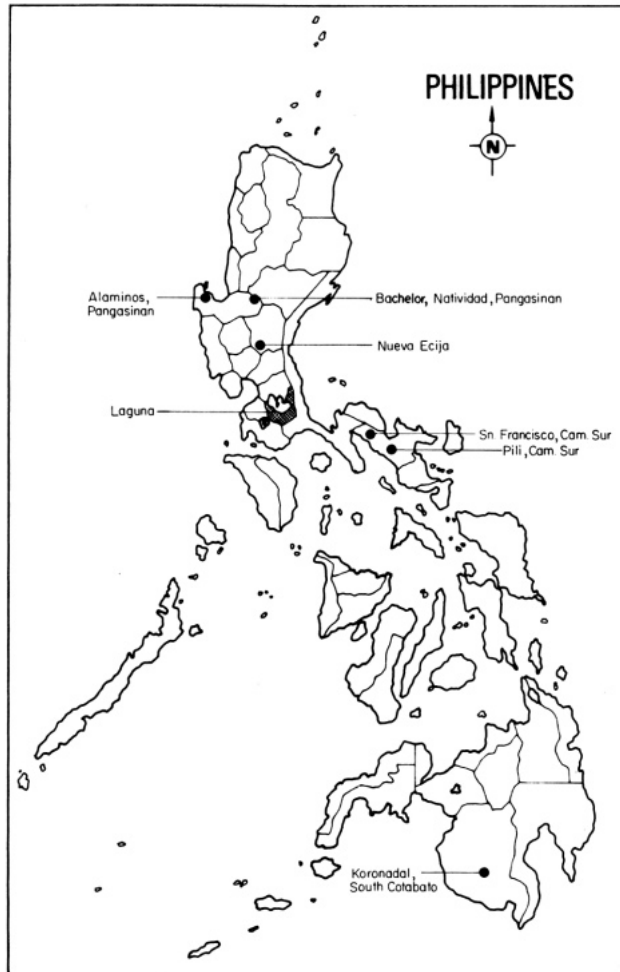 PHILIPPINES
N
Alaminos,
Pangasinan
Bachelor, Natividad, Pangasinan
Nueva Ecija
Laguna
Sn. Francisco, Cam. Sur
Pili, Cam. Sur
Koronadal,
South Cotabato